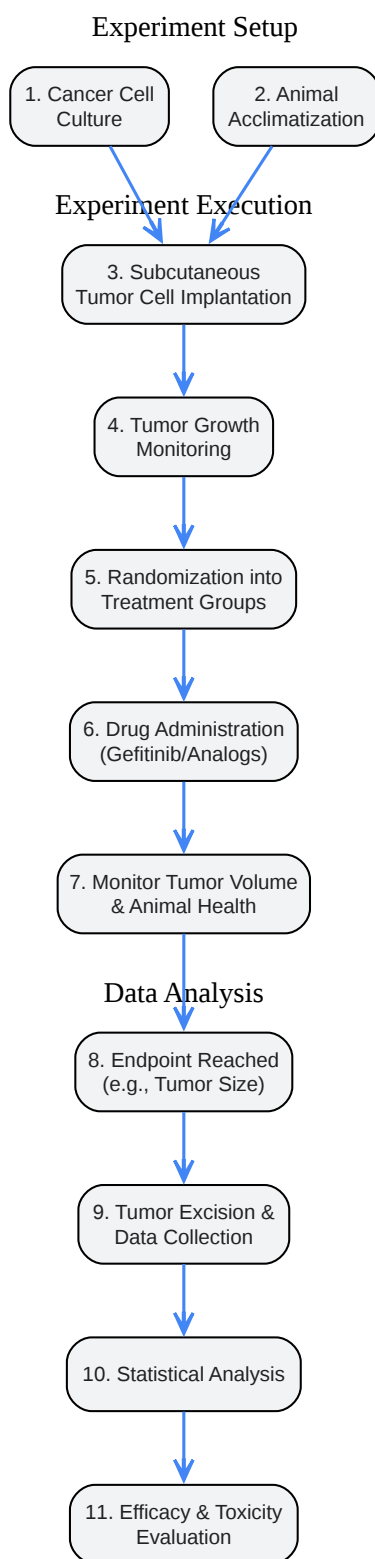 Experiment Setup
1. Cancer Cell
Culture
2. Animal
Acclimatization
Experiment Execution
3. Subcutaneous
Tumor Cell Implantation
4. Tumor Growth
Monitoring
5. Randomization into
Treatment Groups
6. Drug Administration
(Gefitinib/Analogs)
7. Monitor Tumor Volume
& Animal Health
Data Analysis
8. Endpoint Reached
(e.g., Tumor Size)
9. Tumor Excision &
Data Collection
10. Statistical Analysis
11. Efficacy & Toxicity
Evaluation